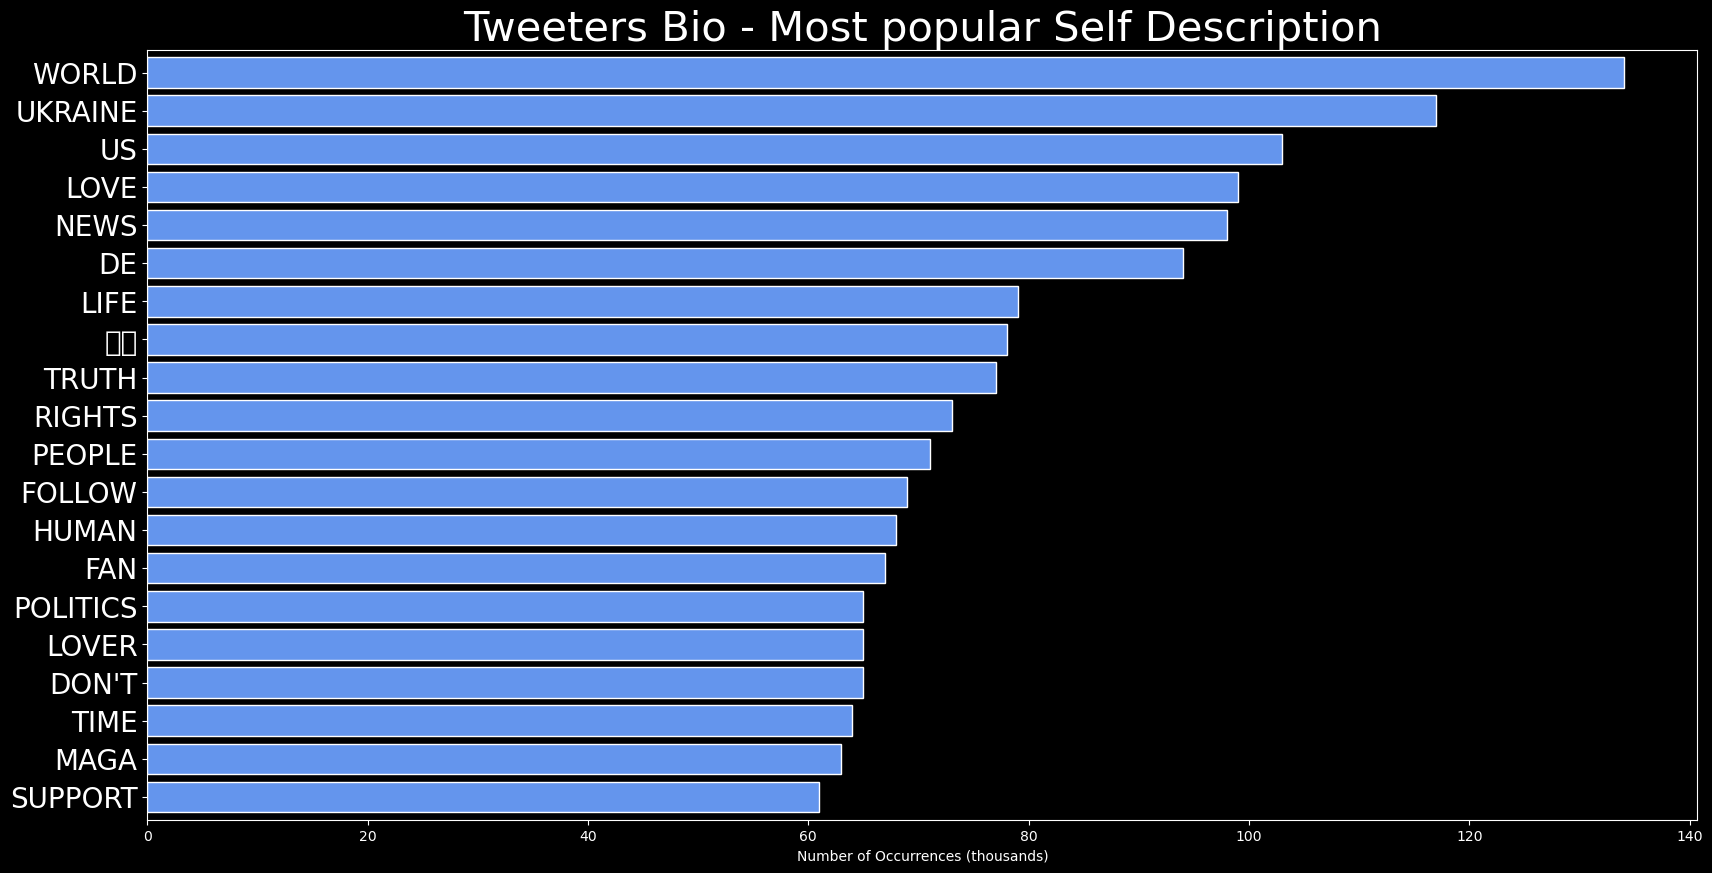 Tweeters Bio - Most popular Self Description
WORLD
UKRAINE
US
LOVE
NEWS
DE
LIFE
TRUTH
RIGHTS
PEOPLE
FOLLOW
HUMAN
FAN
POLITICS
LOVER
DON'T
TIME
MAGA
SUPPORT
0 20 40 60 80 100 120 140
Number of Occurrences (thousands)